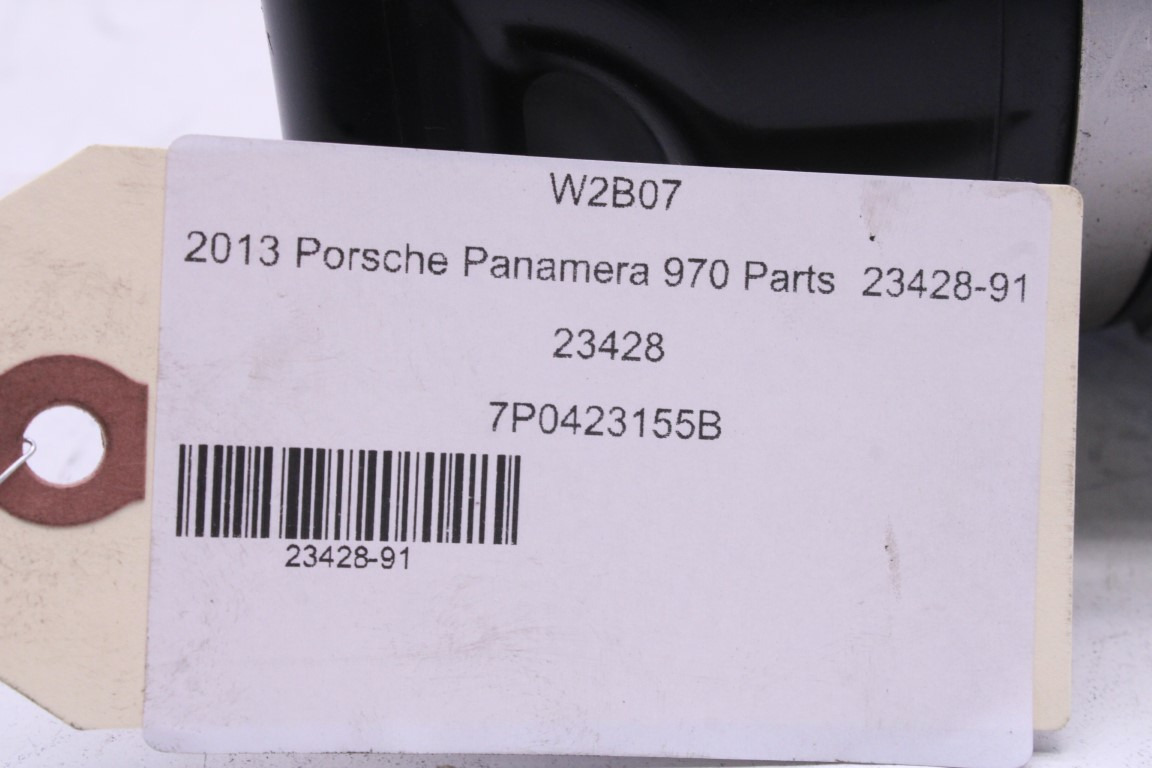 W2B07
2013 Porsche Panamera 970 Parts 23428-91
23428
7P0423155B
23428-91